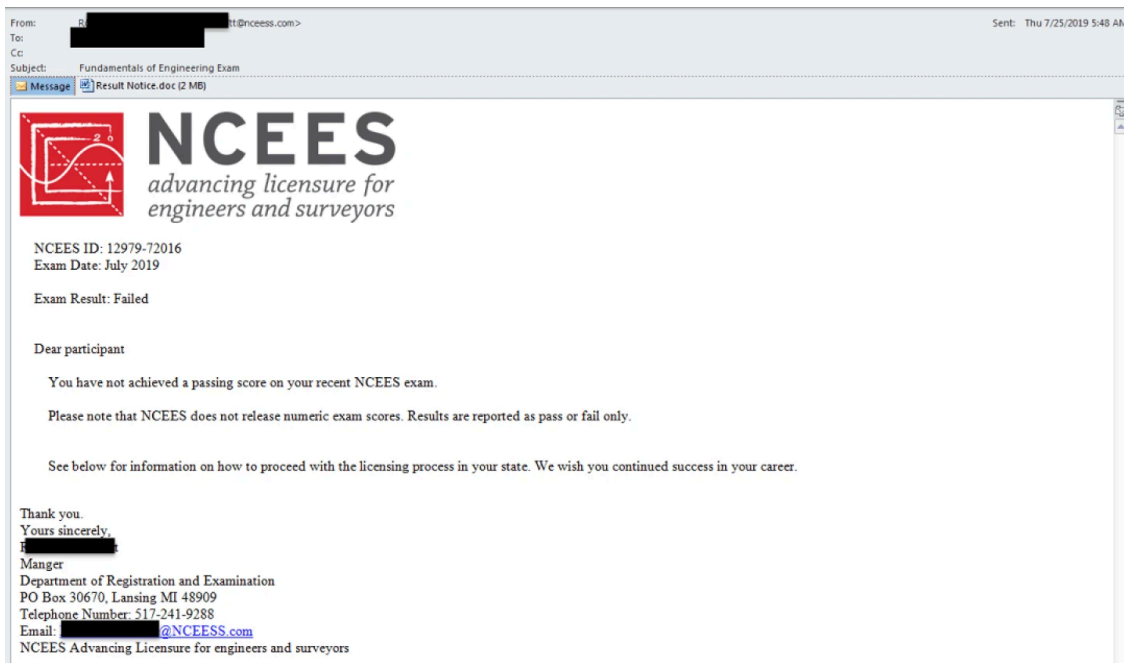 From: R tt@nceess.com> Sent: Thu 7/25/2019 5:48 AM
To:
Cc:
Subject: Fundamentals of Engineering Exam
Message Result Notice.doc (2 MB)
2 0
NCEES
advancing licensure for
engineers and surveyors
NCEES ID: 12979-72016
Exam Date: July 2019
Exam Result: Failed
Dear participant
You have not achieved a passing score on your recent NCEES exam.
Please note that NCEES does not release numeric exam scores. Results are reported as pass or fail only.
See below for information on how to proceed with the licensing process in your state. We wish you continued success in your career.
Thank you.
Yours sincerely,
Manger
Department of Registration and Examination
PO Box 30670, Lansing MI 48909
Telephone Number: 517-241-9288
Email: @NCEESS.com
NCEES Advancing Licensure for engineers and surveyors